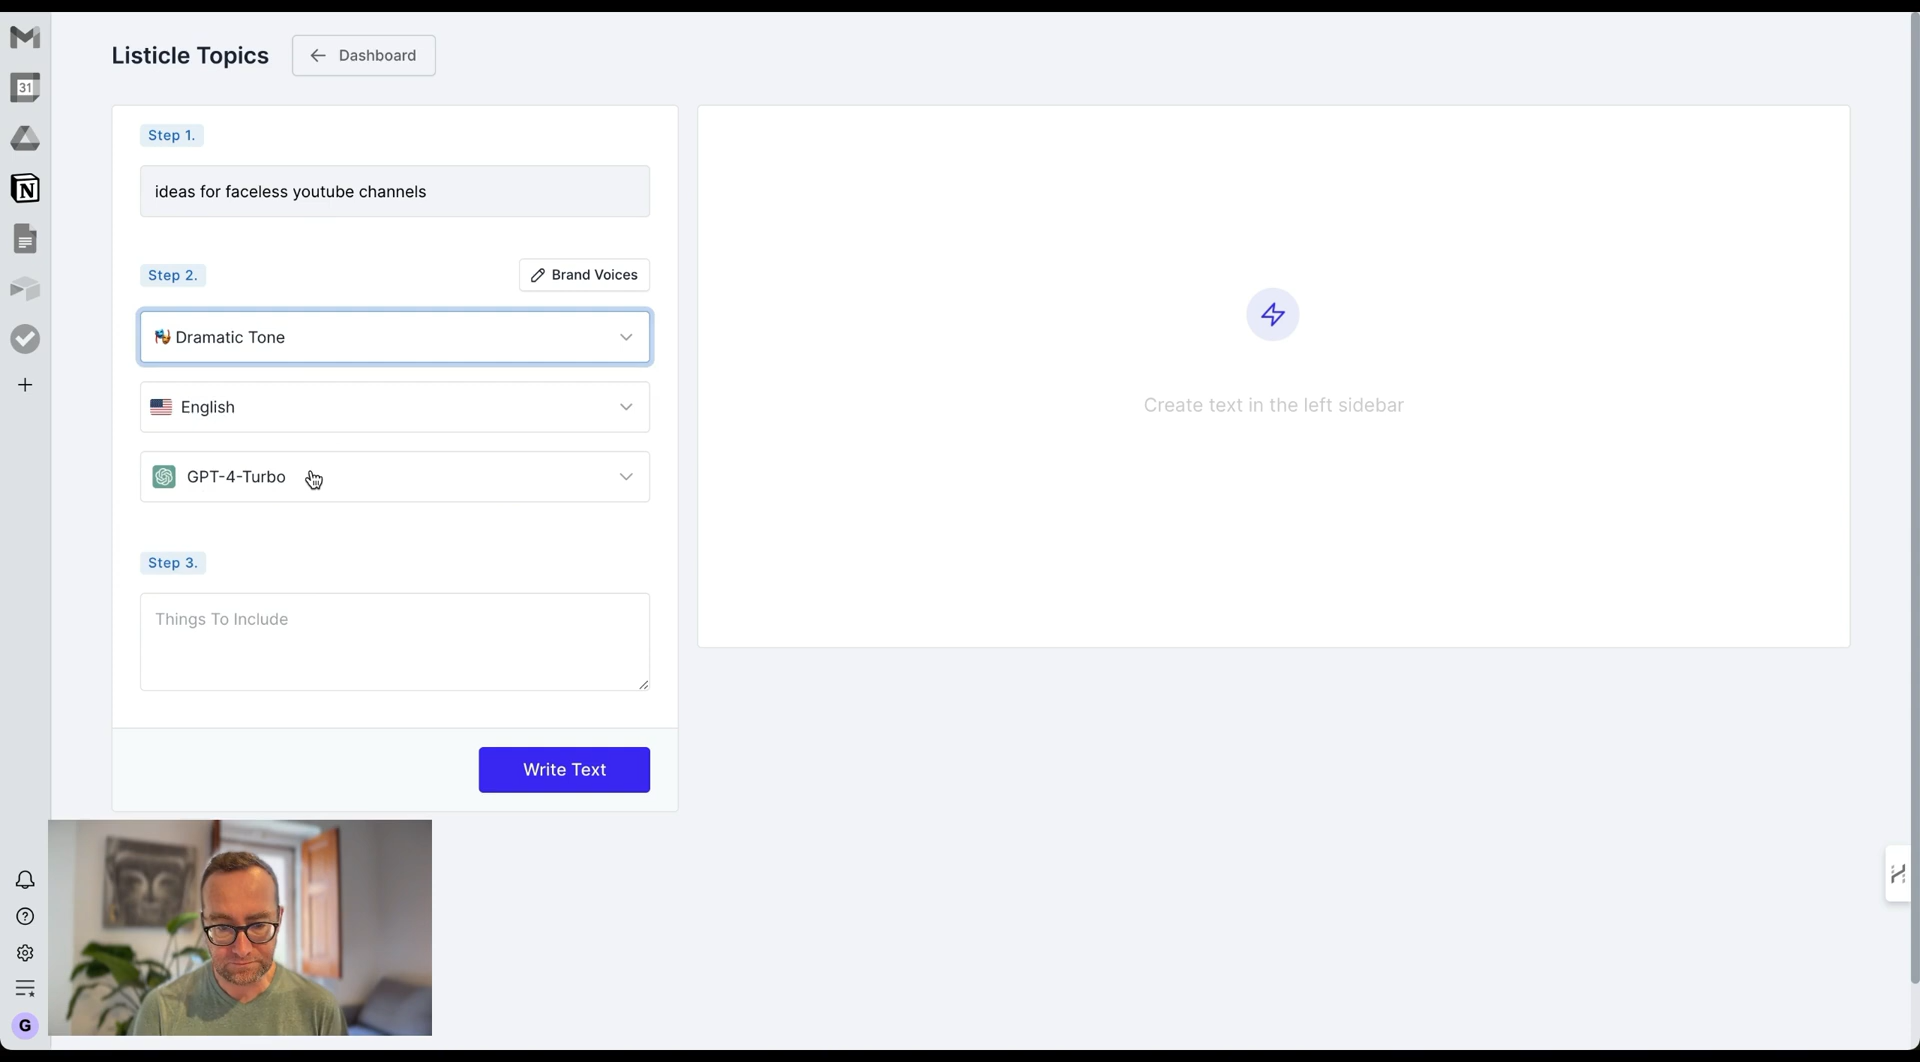 Listicle Topics
Dashboard
31
Step 1.
ideas for faceless youtube channels
Step 2.
Brand Voices
Dramatic Tone
English
GPT-4-Turbo
Step 3.
Things To Include
Write Text
Create text in the left sidebar
G